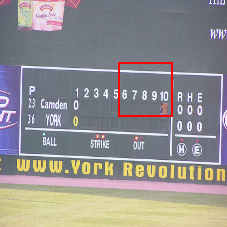 WW
P 1 2 3 4 5 6 7 8 9 10 R H E
23 Camden 0 0 0 0
36 YORK 0 0 0 0
BALL STRIKE OUT H E
www.York Revolution